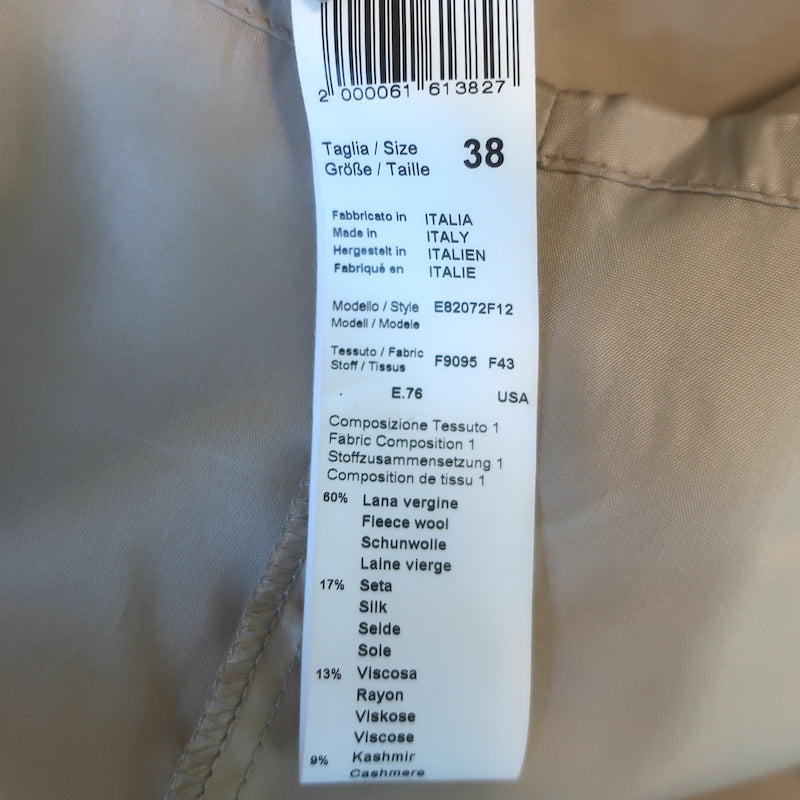 2 000061 613827
Taglia / Size 38
Größe / Taille
Fabbricato in ITALIA
Made in ITALY
Hergestelt in ITALIEN
Fabriqué en ITALIE
Modello / Style E82072F12
Modell / Modele
Tessuto / Fabric F9095 F43
Stoff / Tissus
E.76 USA
Composizione Tessuto 1
Fabric Composition 1
Stoffzusammensetzung 1
Composition de tissu 1
60% Lana vergine
Fleece wool
Schunwolle
Laine vierge
17% Seta
Silk
Seide
Soie
13% Viscosa
Rayon
Viskose
Viscose
9% Kashmir
Cashmere